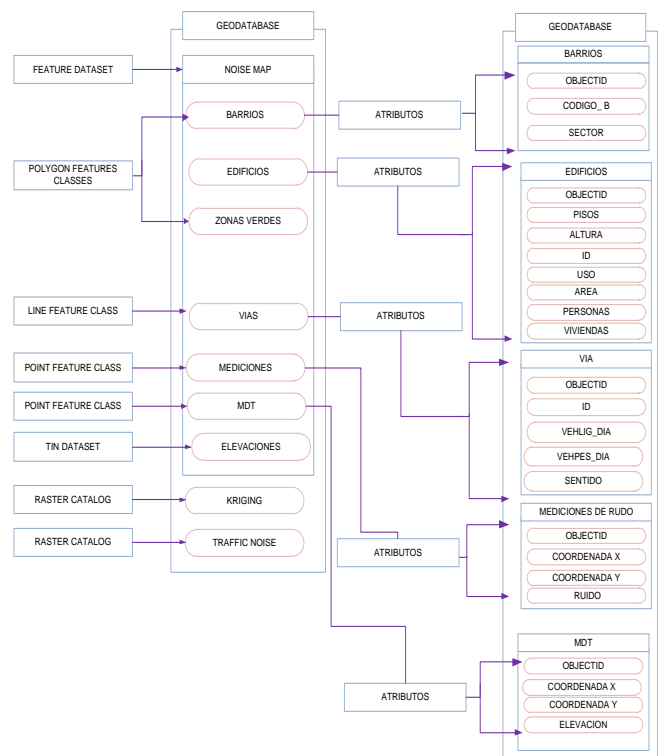 GEODATABASE
FEATURE DATASET
NOISE MAP
BARRIOS
ATRIBUTOS
POLYGON FEATURES
CLASSES
EDIFICIOS
ATRIBUTOS
ZONAS VERDES
LINE FEATURE CLASS
VIAS
ATRIBUTOS
POINT FEATURE CLASS
MEDICIONES
POINT FEATURE CLASS
MDT
TIN DATASET
ELEVACIONES
RASTER CATALOG
KRIGING
RASTER CATALOG
TRAFFIC NOISE
ATRIBUTOS
ATRIBUTOS
GEODATABASE
BARRIOS
OBJECTID
CODIGO_ B
SECTOR
EDIFICIOS
OBJECTID
PISOS
ALTURA
ID
USO
AREA
PERSONAS
VIVIENDAS
VIA
OBJECTID
ID
VEHLIG_DIA
VEHPES_DIA
SENTIDO
MEDICIONES DE RUDO
OBJECTID
COORDENADA X
COORDENADA Y
RUIDO
MDT
OBJECTID
COORDENADA X
COORDENADA Y
ELEVACION